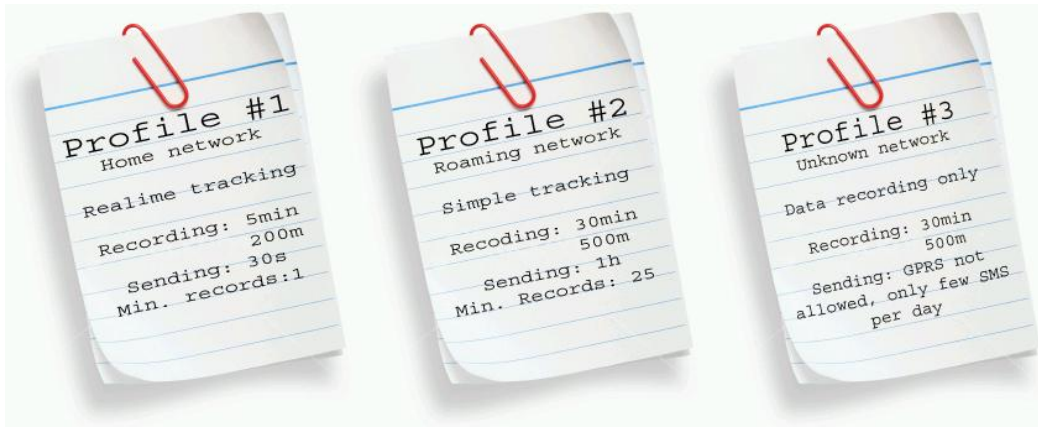 Profile #1
Home network
Realime tracking
Recording: 5min
200m
Sending: 30s
Min. records:1
Profile #2
Roaming network
Simple tracking
Recoding: 30min
500m
Sending: 1h
Min. Records: 25
Profile #3
Unknown network
Data recording only
Recording: 30min
500m
Sending: GPRS not
allowed, only few SMS
per day